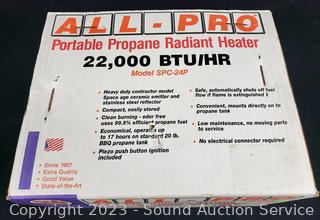 ALL-PRO
Portable Propane Radiant Heater
22,000 BTU/HR
Model SPC-24P
• Heavy duty contractor model
Space age ceramic emitter and
stainless steel reflector
• Compact, easily stored
• Clean burning - odor free
uses 99.9% efficient propane fuel
• Economical, operates up
to 17 hours on standard 20 lb.
BBQ propane tank
• Piezo push button ignition
included
• Safe, automatically shuts off fuel
flow if flame is extinguished
• Convenient, mounts directly on to
propane tank
• Low maintenance, no moving parts
to service
• No electrical connector required
• Since 1907
• Extra Quality
• Good Value
• State-of-the-Art
Copyright 2023 - Sound Auction Service